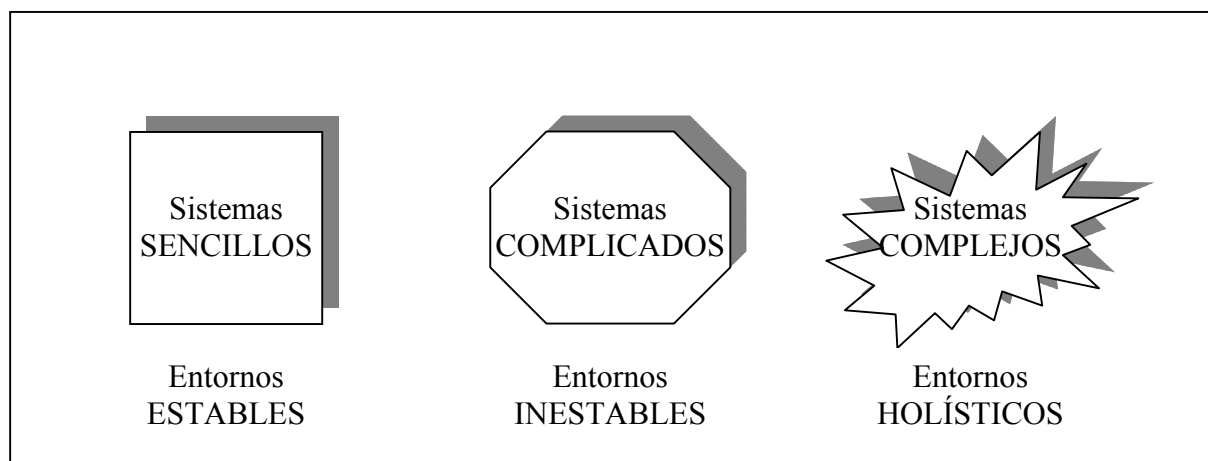 Sistemas
SENCILLOS
Entornos
ESTABLES
Sistemas
COMPLICADOS
Entornos
INESTABLES
Sistemas
COMPLEJOS
Entornos
HOLÍSTICOS